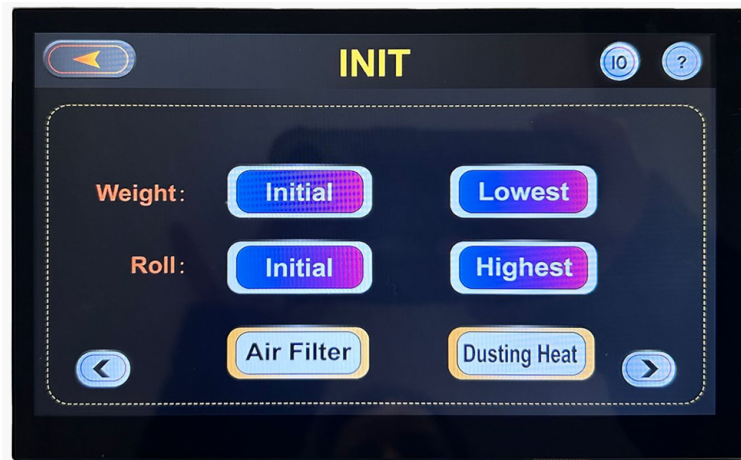 INIT IO ?
Weight: Initial Lowest
Roll: Initial Highest
Air Filter Dusting Heat